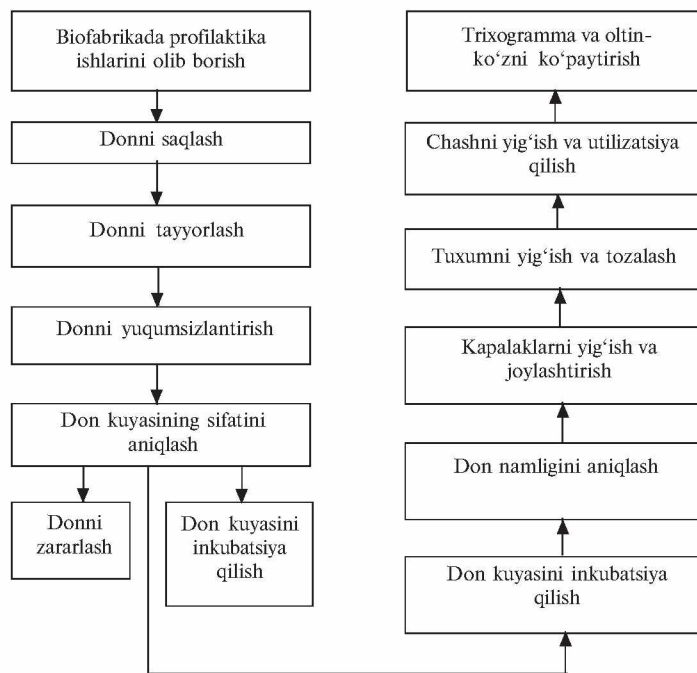 Biofabrikada profilaktika
ishlarini olib borish
Donni saqlash
Donni tayyorlash
Donni yuqumsizlantirish
Don kuyasining sifatini
aniqlash
Donni
zararlash
Don kuyasini
inkubatsiya
qilish
Trixogramma va oltin-
ko‘zni ko‘paytirish
Chashni yig‘ish va utilizatsiya
qilish
Tuxumni yig‘ish va tozalash
Kapalaklarni yig‘ish va
joylashtirish
Don namligini aniqlash
Don kuyasini inkubatsiya
qilish